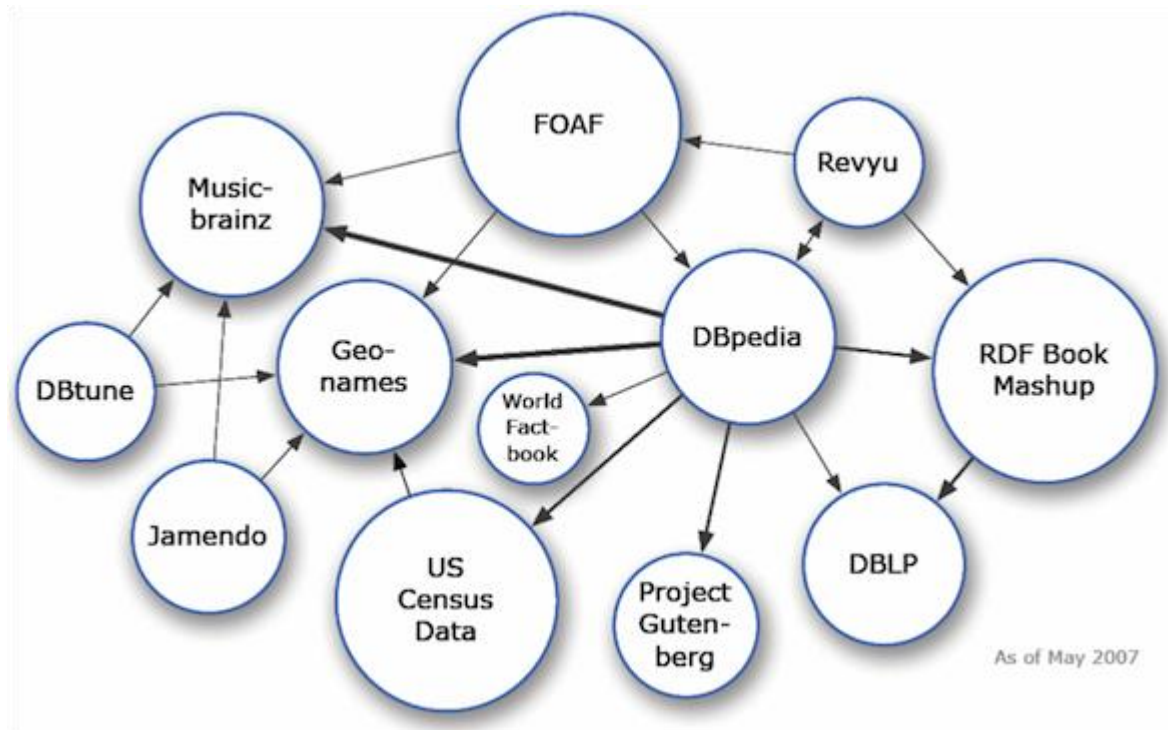 FOAF
Revyu
Music-
brainz
DBpedia
Geo-
names
RDF Book
Mashup
DBtune
World
Fact-
book
Jamendo
US
Census
Data
Project
Guten-
berg
DBLP
As of May 2007